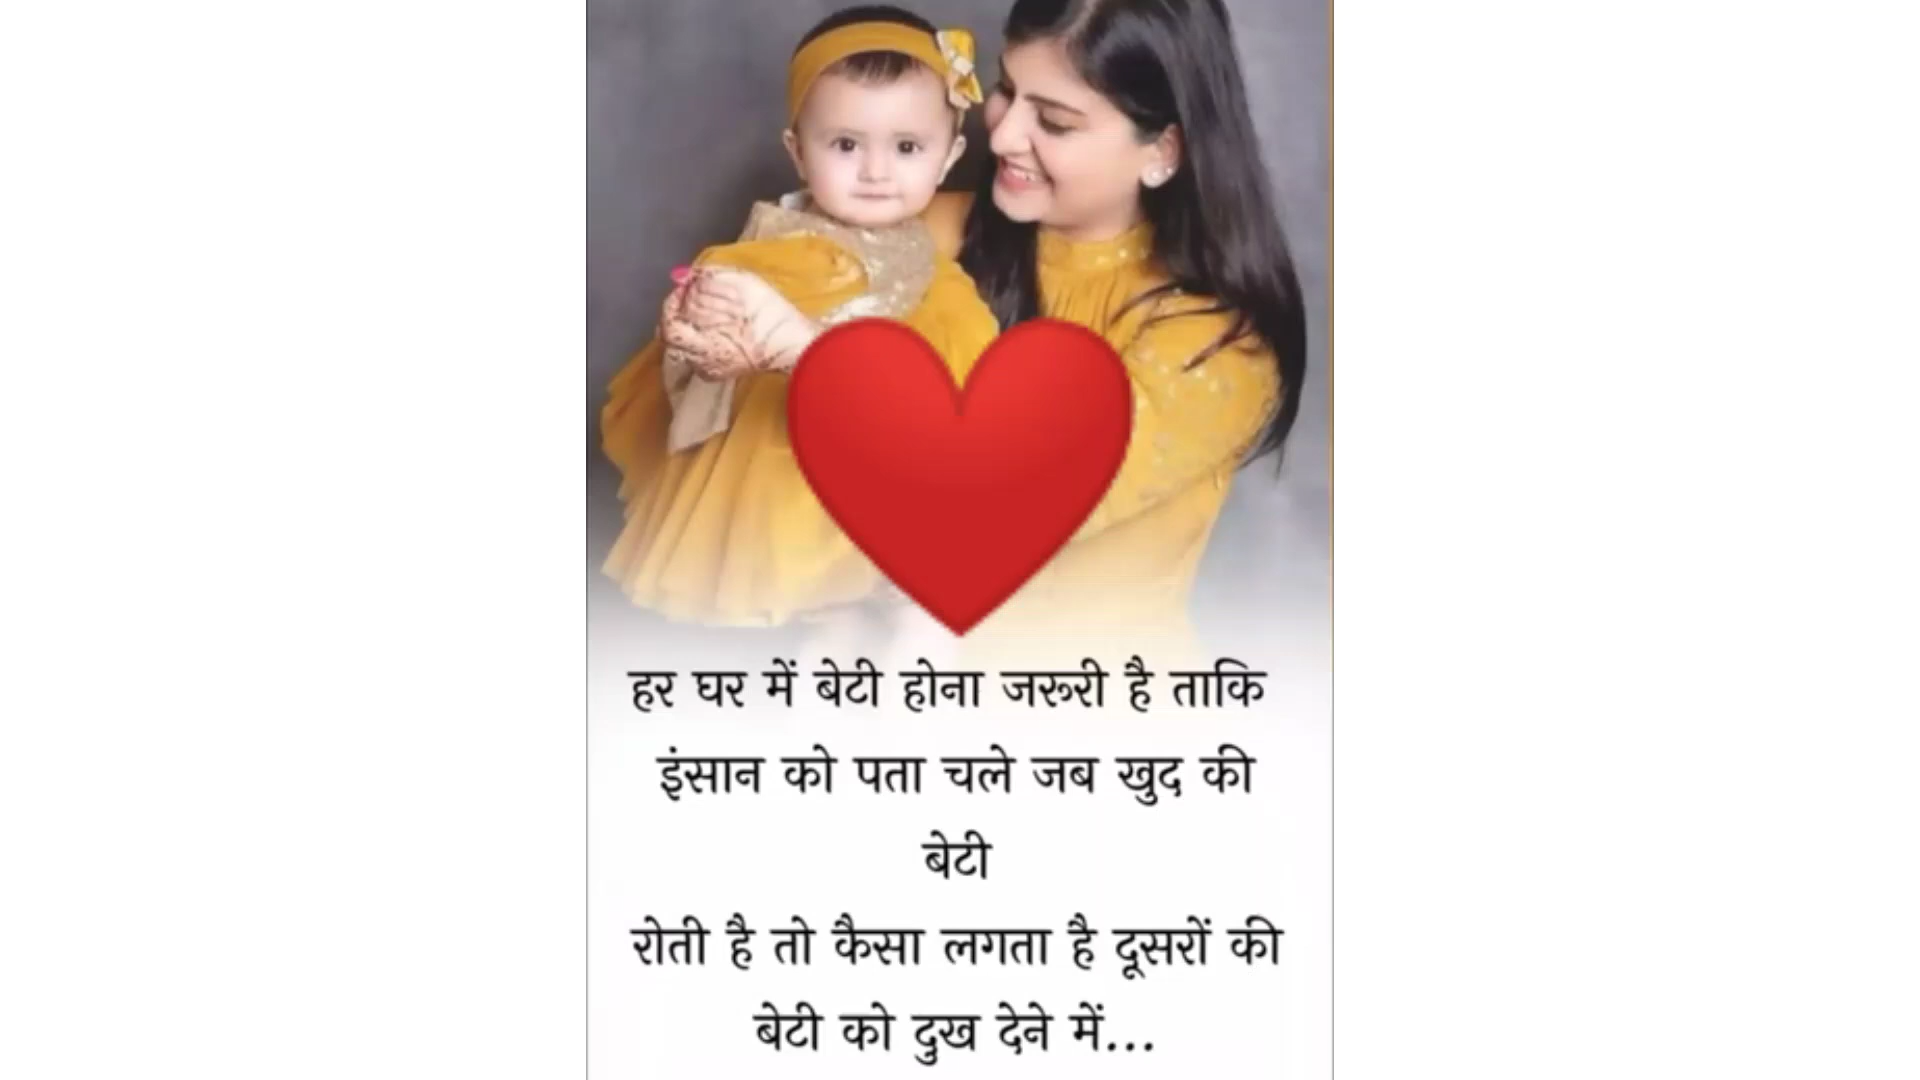 हर घर में बेटी होना जरूरी है ताकि
इंसान को पता चले जब खुद की
बेटी
रोती है तो कैसा लगता है दूसरों की
बेटी को दुख देने में...